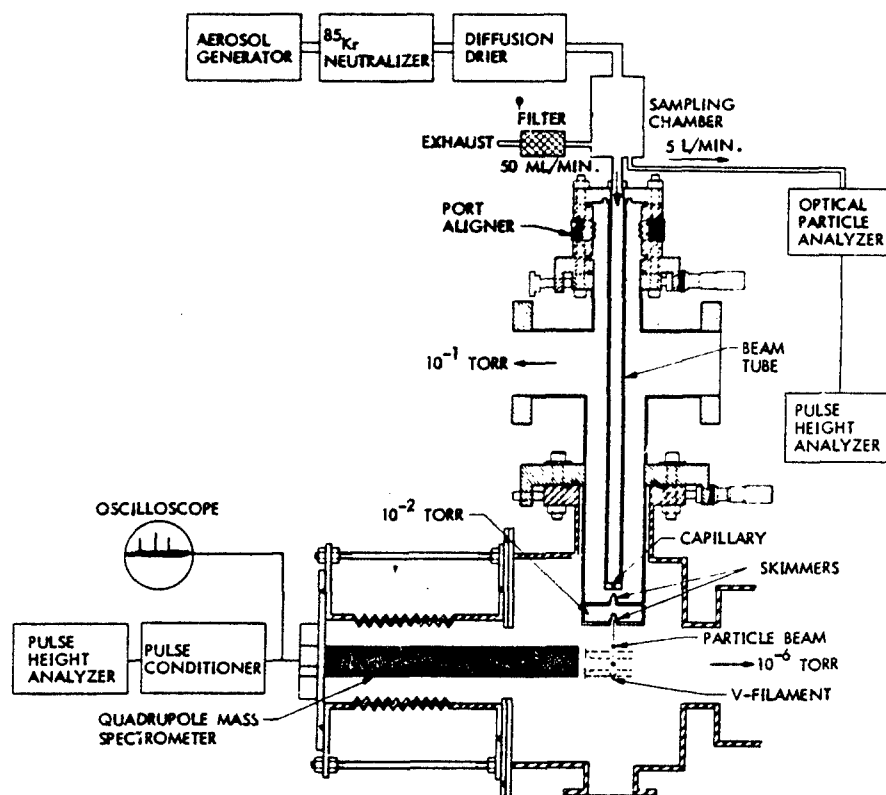 AEROSOL
GENERATOR
85Kr
NEUTRALIZER
DIFFUSION
DRIER
SAMPLING
CHAMBER
FILTER
EXHAUST
5 L/MIN.
50 ML/MIN.
PORT
ALIGNER
OPTICAL
PARTICLE
ANALYZER
10⁻¹ TORR
BEAM
TUBE
PULSE
HEIGHT
ANALYZER
OSCILLOSCOPE
10⁻² TORR
CAPILLARY
SKIMMERS
PARTICLE BEAM
10⁻⁶
TORR
V-FILAMENT
PULSE
HEIGHT
ANALYZER
PULSE
CONDITIONER
QUADRUPOLE MASS
SPECTROMETER